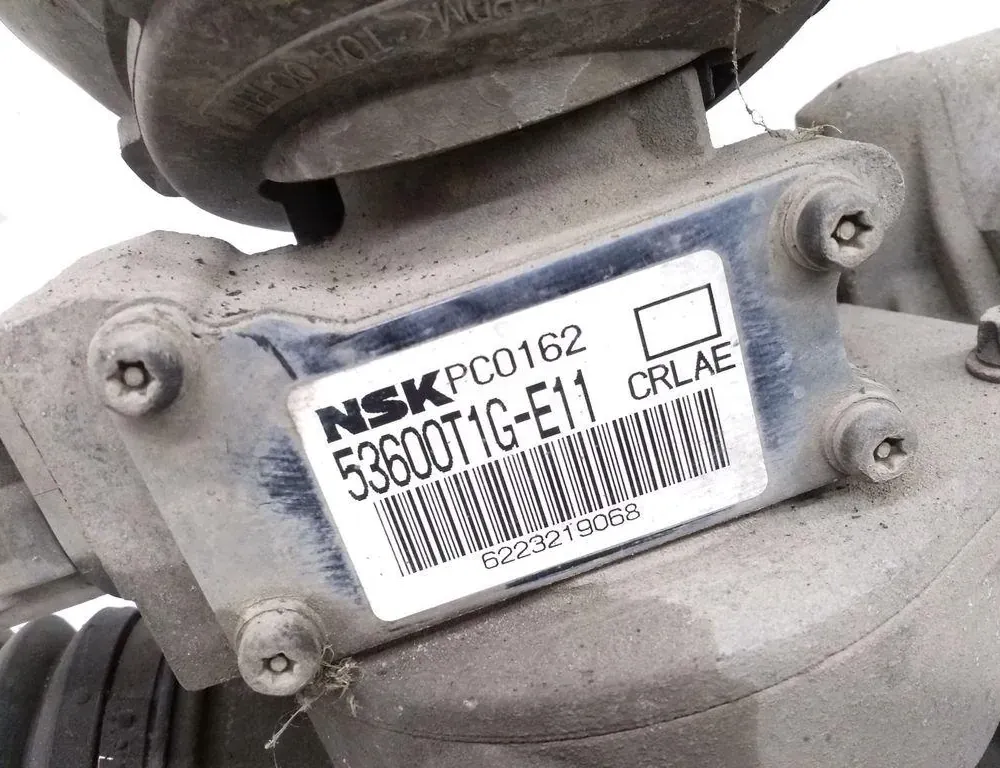 NSK PC0162
53600T1G-E11 CRLAE
6223219068